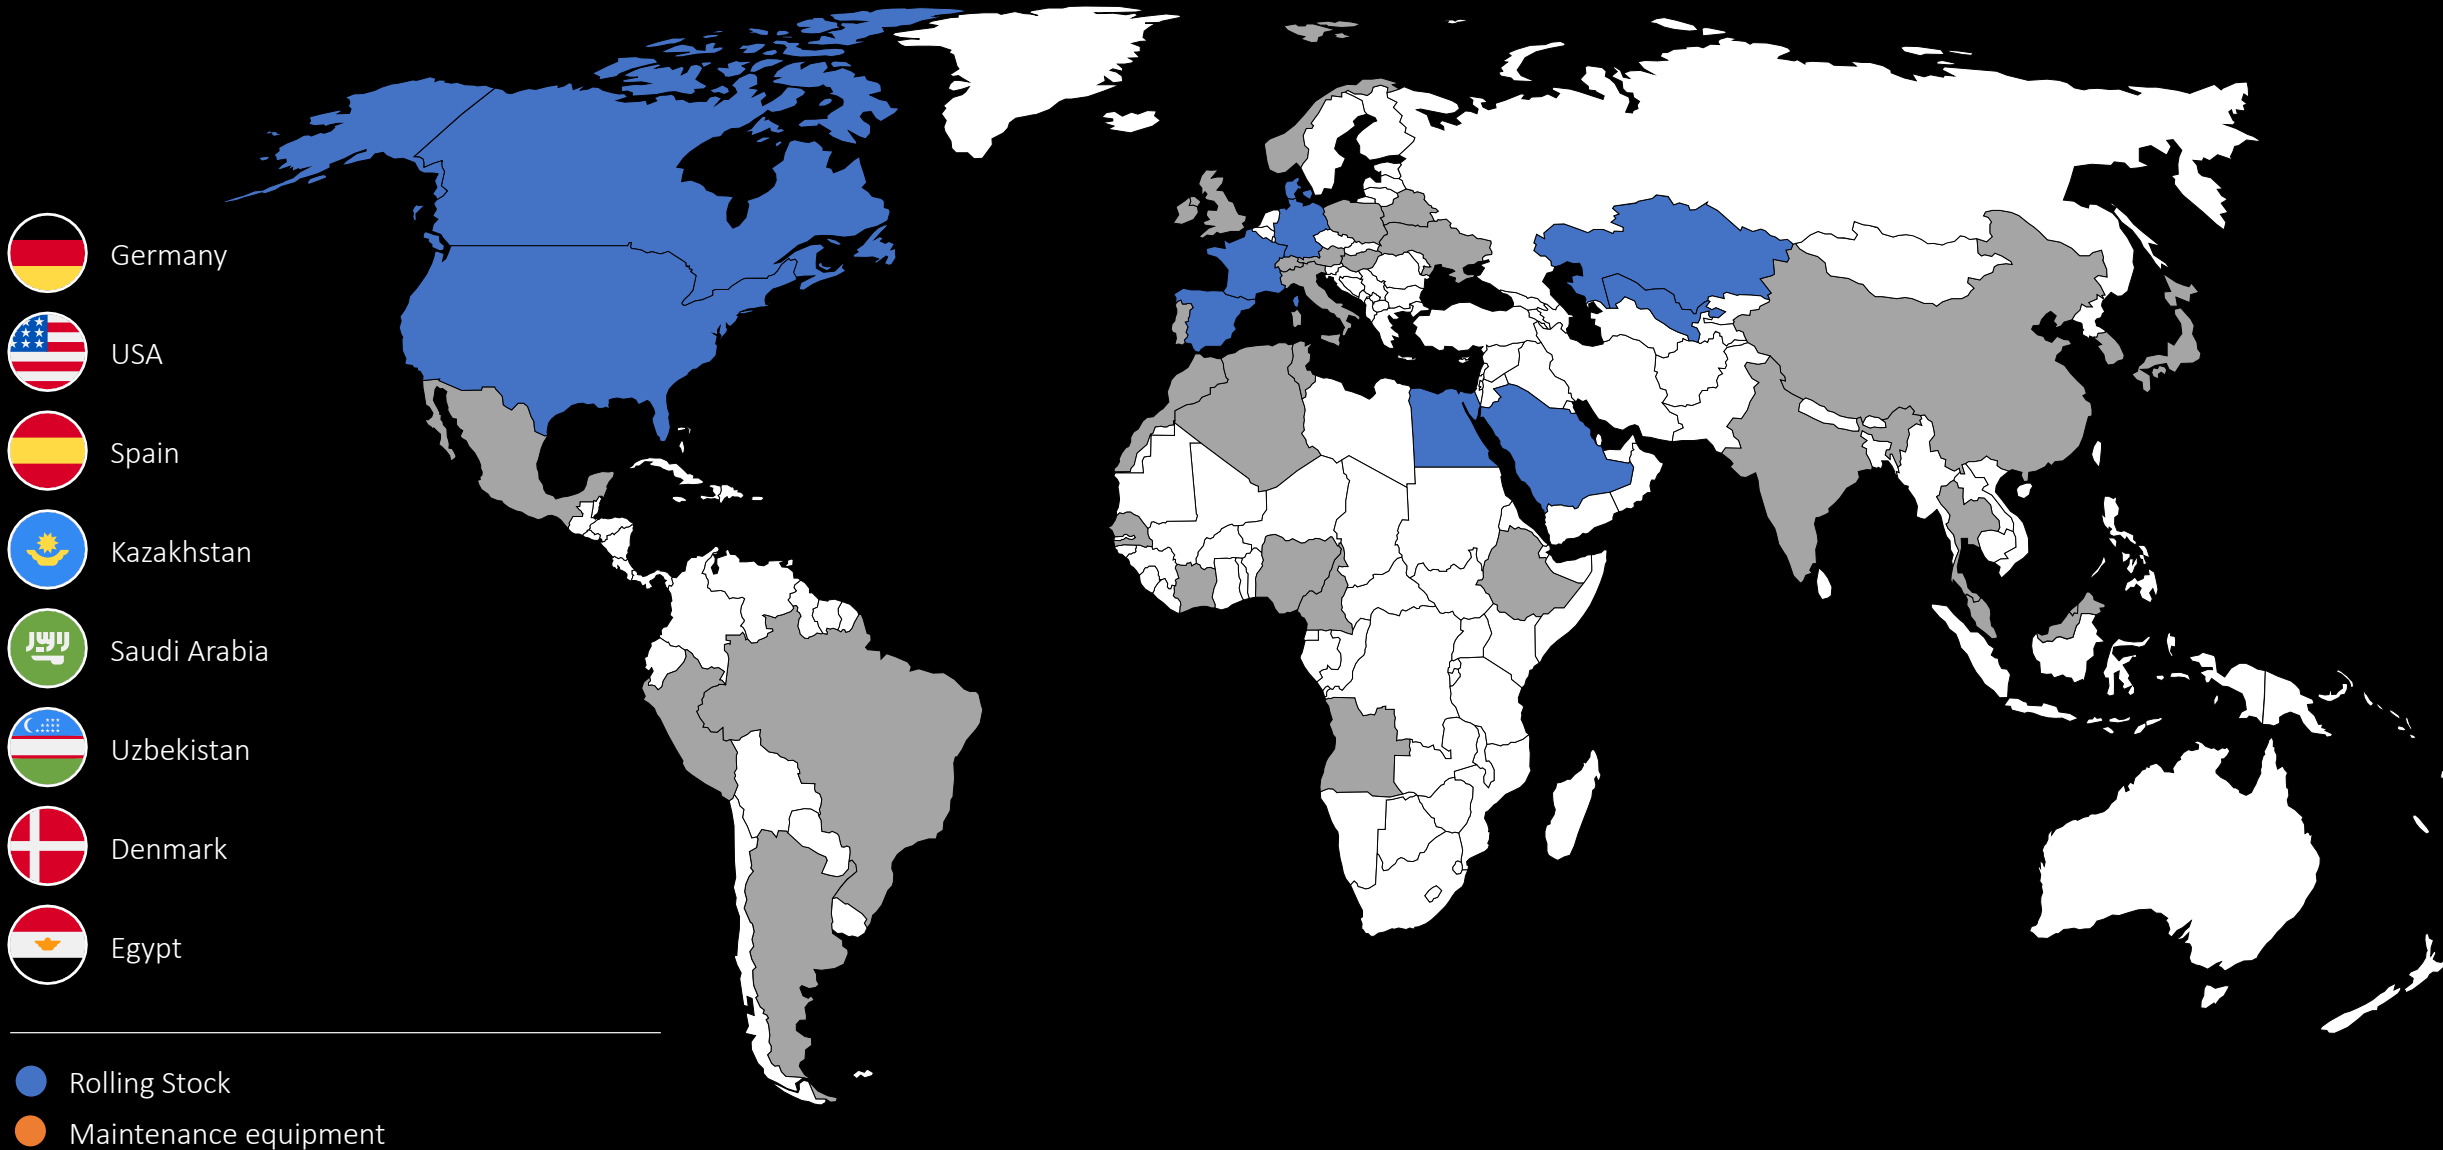 Germany
USA
Spain
Kazakhstan
Saudi Arabia
Uzbekistan
Denmark
Egypt
Rolling Stock
Maintenance equipment